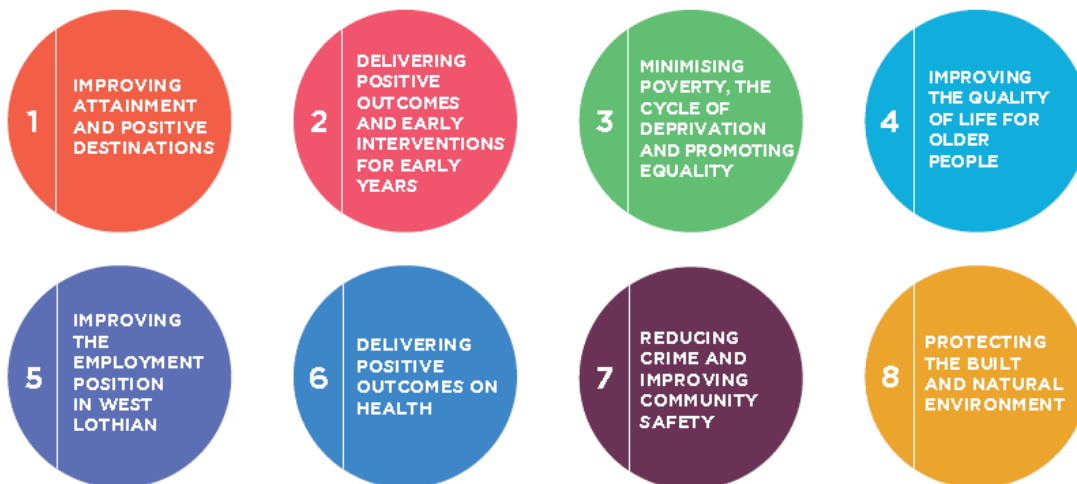 1
IMPROVING
ATTAINMENT
AND POSITIVE
DESTINATIONS
2
DELIVERING
POSITIVE
OUTCOMES
AND EARLY
INTERVENTIONS
FOR EARLY
YEARS
3
MINIMISING
POVERTY, THE
CYCLE OF
DEPRIVATION
AND PROMOTING
EQUALITY
4
IMPROVING
THE QUALITY
OF LIFE FOR
OLDER
PEOPLE
5
IMPROVING
THE
EMPLOYMENT
POSITION
IN WEST
LOTHIAN
6
DELIVERING
POSITIVE
OUTCOMES ON
HEALTH
7
REDUCING
CRIME AND
IMPROVING
COMMUNITY
SAFETY
8
PROTECTING
THE BUILT
AND NATURAL
ENVIRONMENT